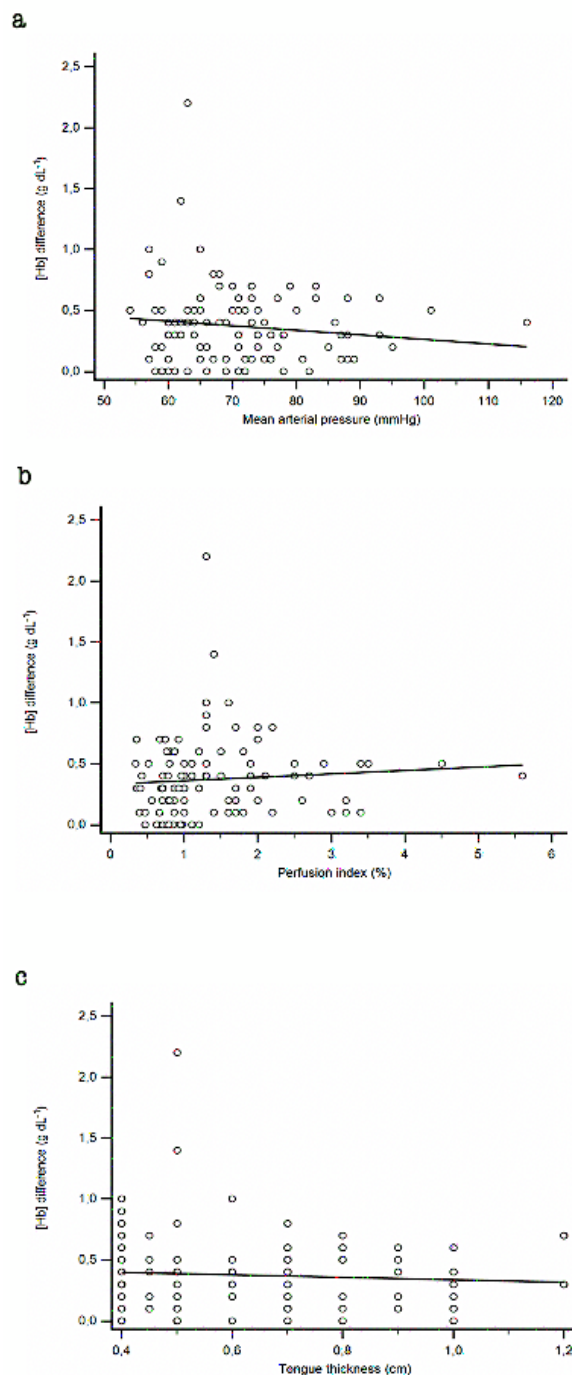 a
2,5
2,0
1,5
1,0
0,5
0,0
[Hb] difference (g dL⁻¹)
50 60 70 80 90 100 110 120
Mean arterial pressure (mmHg)
b
2,5
2,0
1,5
1,0
0,5
0,0
[Hb] difference (g dL⁻¹)
0 1 2 3 4 5 6
Perfusion index (%)
c
2,5
2,0
1,5
1,0
0,5
0,0
[Hb] difference (g dL⁻¹)
0,4 0,6 0,8 1,0 1,2
Tengue thickness (cm)